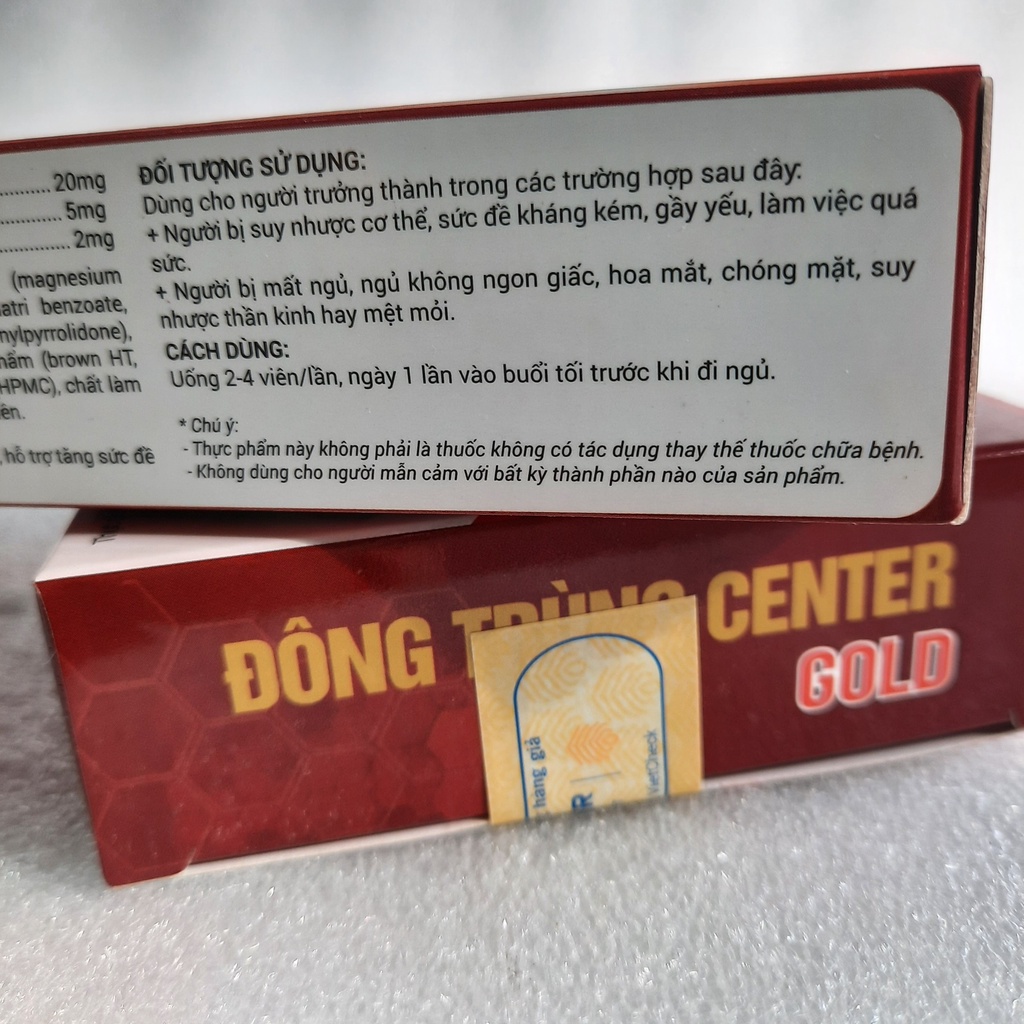 .......... 20mg
............ 5mg
.............. 2mg
(magnesium
atri benzoate,
nylpyrrolidone),
(brown HT,
HPMC), chất làm
, hỗ trợ tăng sức đề
ĐỐI TƯỢNG SỬ DỤNG:
Dùng cho người trưởng thành trong các trường hợp sau đây:
+ Người bị suy nhược cơ thể, sức đề kháng kém, gầy yếu, làm việc quá
sức.
+ Người bị mất ngủ, ngủ không ngon giấc, hoa mắt, chóng mặt, suy
nhược thần kinh hay mệt mỏi.
CÁCH DÙNG:
Uống 2-4 viên/lần, ngày 1 lần vào buổi tối trước khi đi ngủ.
* Chú ý:
- Thực phẩm này không phải là thuốc không có tác dụng thay thế thuốc chữa bệnh.
- Không dùng cho người mẫn cảm với bất kỳ thành phần nào của sản phẩm.
ĐÔNG TRÙNG CENTER
GOLD
hàng giả
VietCheck